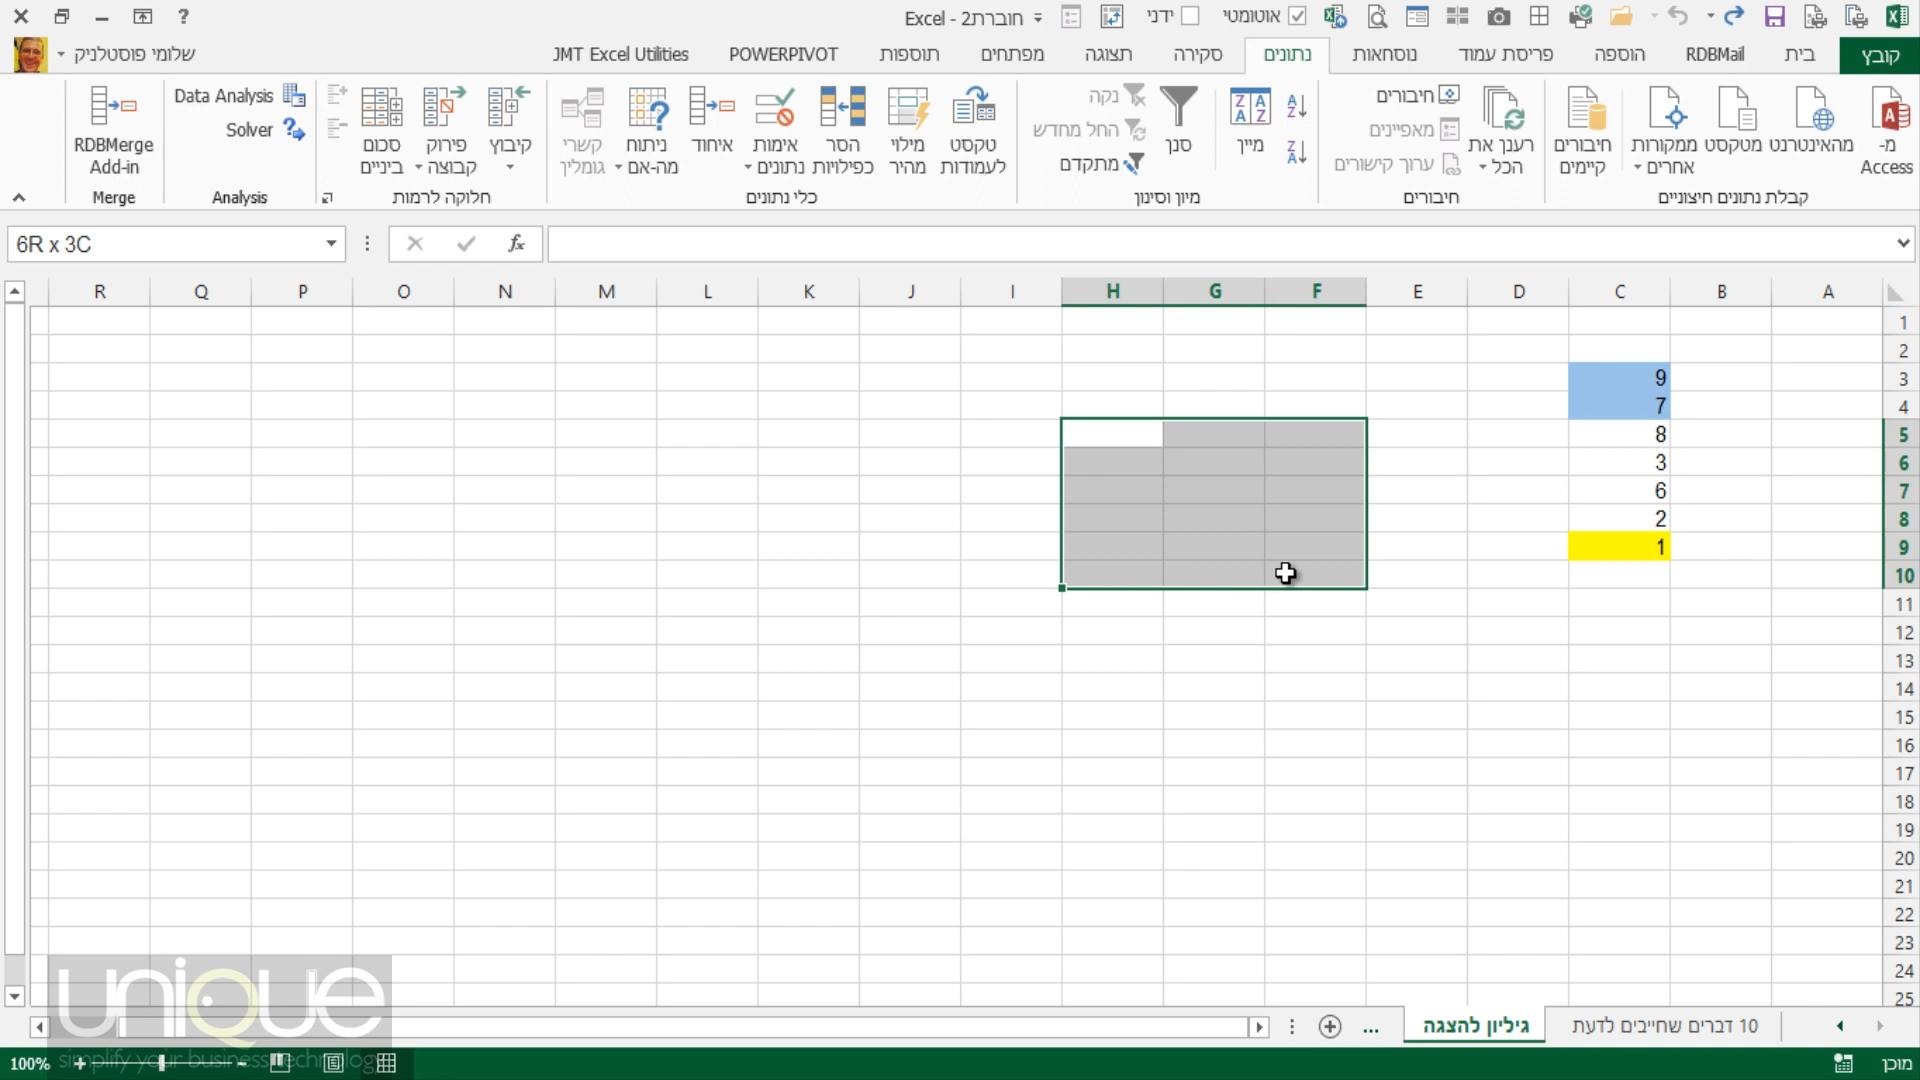 חוברת2 - Excel
ידני
אוטומטי
?
קובץ
בית
RDBMail
הוספה
פריסת עמוד
נוסחאות
נתונים
סקירה
תצוגה
מפתחים
תוספות
POWERPIVOT
JMT Excel Utilities
שלומי פוסטלניק
מ-
Access
מהאינטרנט
מטקסט
ממקורות
אחרים
חיבורים
קיימים
קבלת נתונים חיצוניים
רענן את
הכל
חיבורים
מאפיינים
ערוך קישורים
חיבורים
מיין
סנן
נקה
החל מחדש
מתקדם
מיון וסינון
טקסט
לעמודות
מילוי
מהיר
הסר
כפילויות
אימות
נתונים
איחוד
ניתוח
מה-אם
קשרי
גומלין
כלי נתונים
קיבוץ
פירוק
קבוצה
סכום
ביניים
חלוקה לרמות
Data Analysis
Solver
Analysis
RDBMerge
Add-in
Merge
6R x 3C
fx
A B C D E F G H I J K L M N O P Q R
1
2
3 9
4 7
5 8
6 3
7 6
8 2
9 1
10
11
12
13
14
15
16
17
18
19
20
21
22
23
24
25
unique
simplify your business technology
10 דברים שחייבים לדעת
גיליון להצגה
...
מוכן
100%